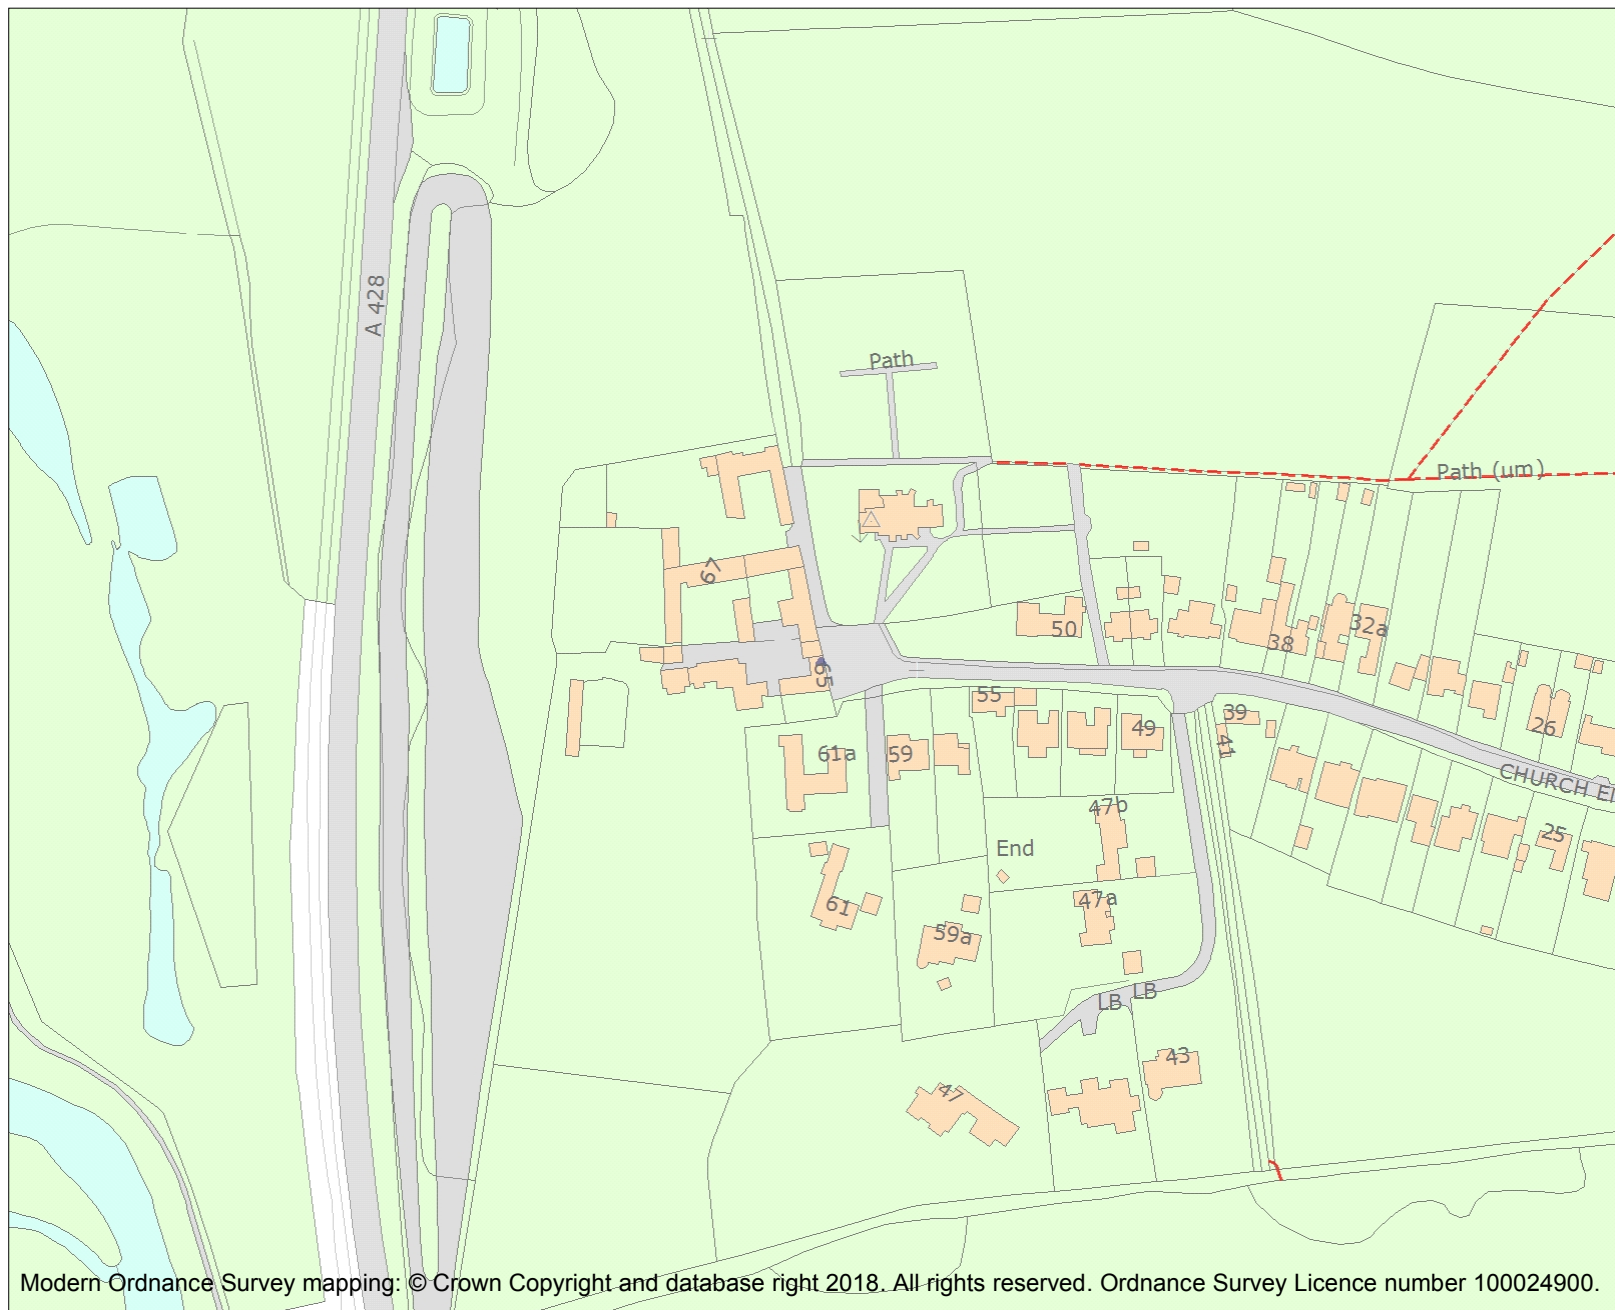 A 428
Path
Path (um)
67
50
38
32a
65
55
39
49
41
26
61a
59
CHURCH E
47b
25
End
47a
61
59a
LB
LB
43
47
Modern Ordnance Survey mapping: © Crown Copyright and database right 2018. All rights reserved. Ordnance Survey Licence number 100024900.